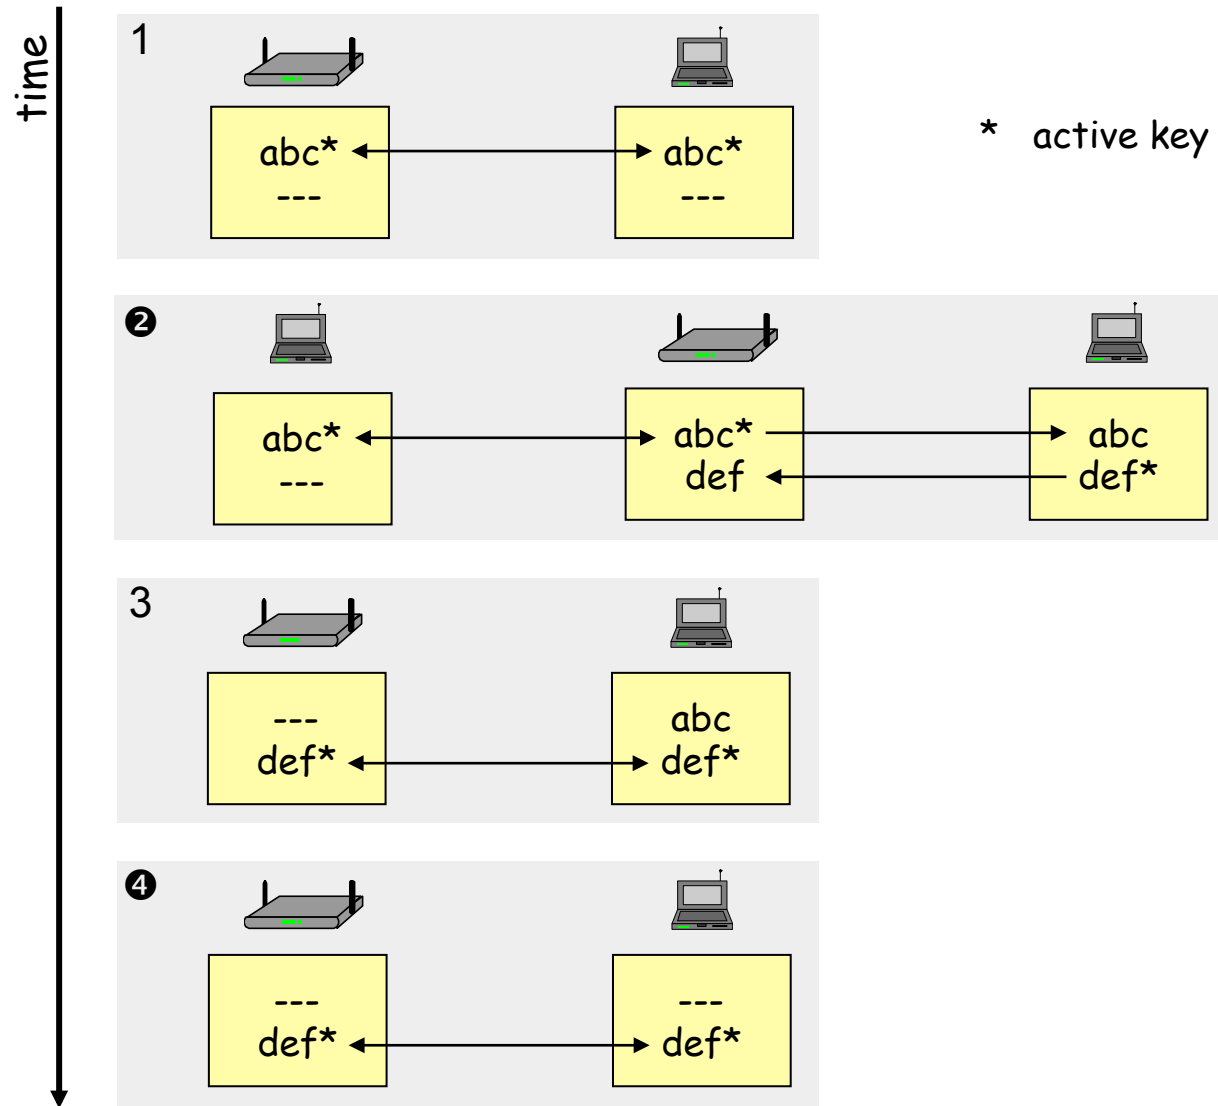 time
1
abc* abc*
--- ---
* active key
❷
abc* abc* abc
--- def def*
3
--- abc
def* def*
❹
--- ---
def* def*